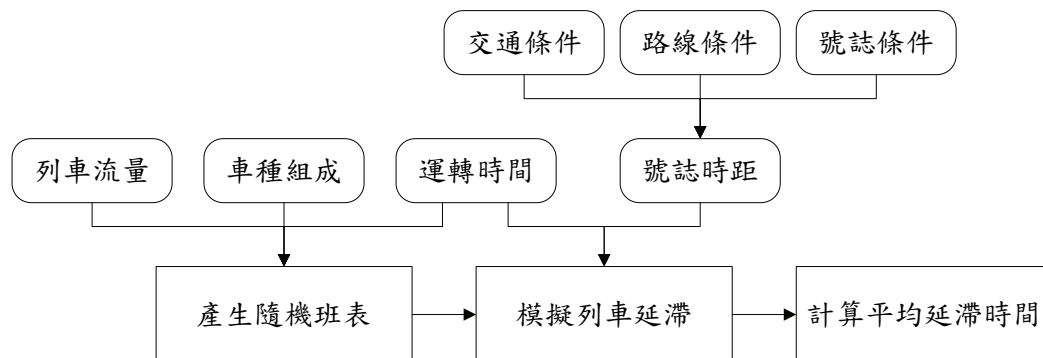 交通條件
路線條件
號誌條件
列車流量
車種組成
運轉時間
號誌時距
產生隨機班表
模擬列車延滯
計算平均延滯時間